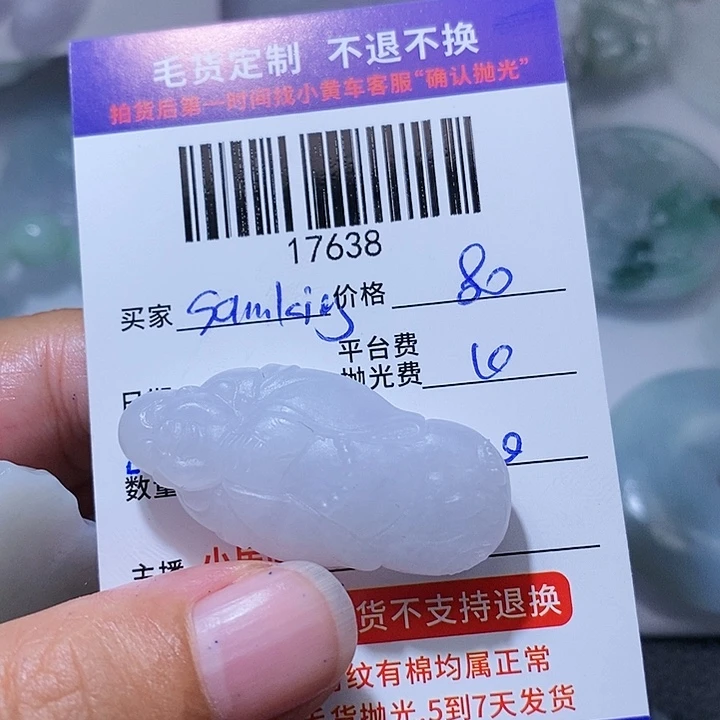 毛货定制 不退不换
拍货后第一时间找小黄车客服“确认抛光”
17638
买家 Samking 价格 80
平台费
抛光费 10
数量
主播
货不支持退换
纹有棉均属正常
货抛光,5到7天发货